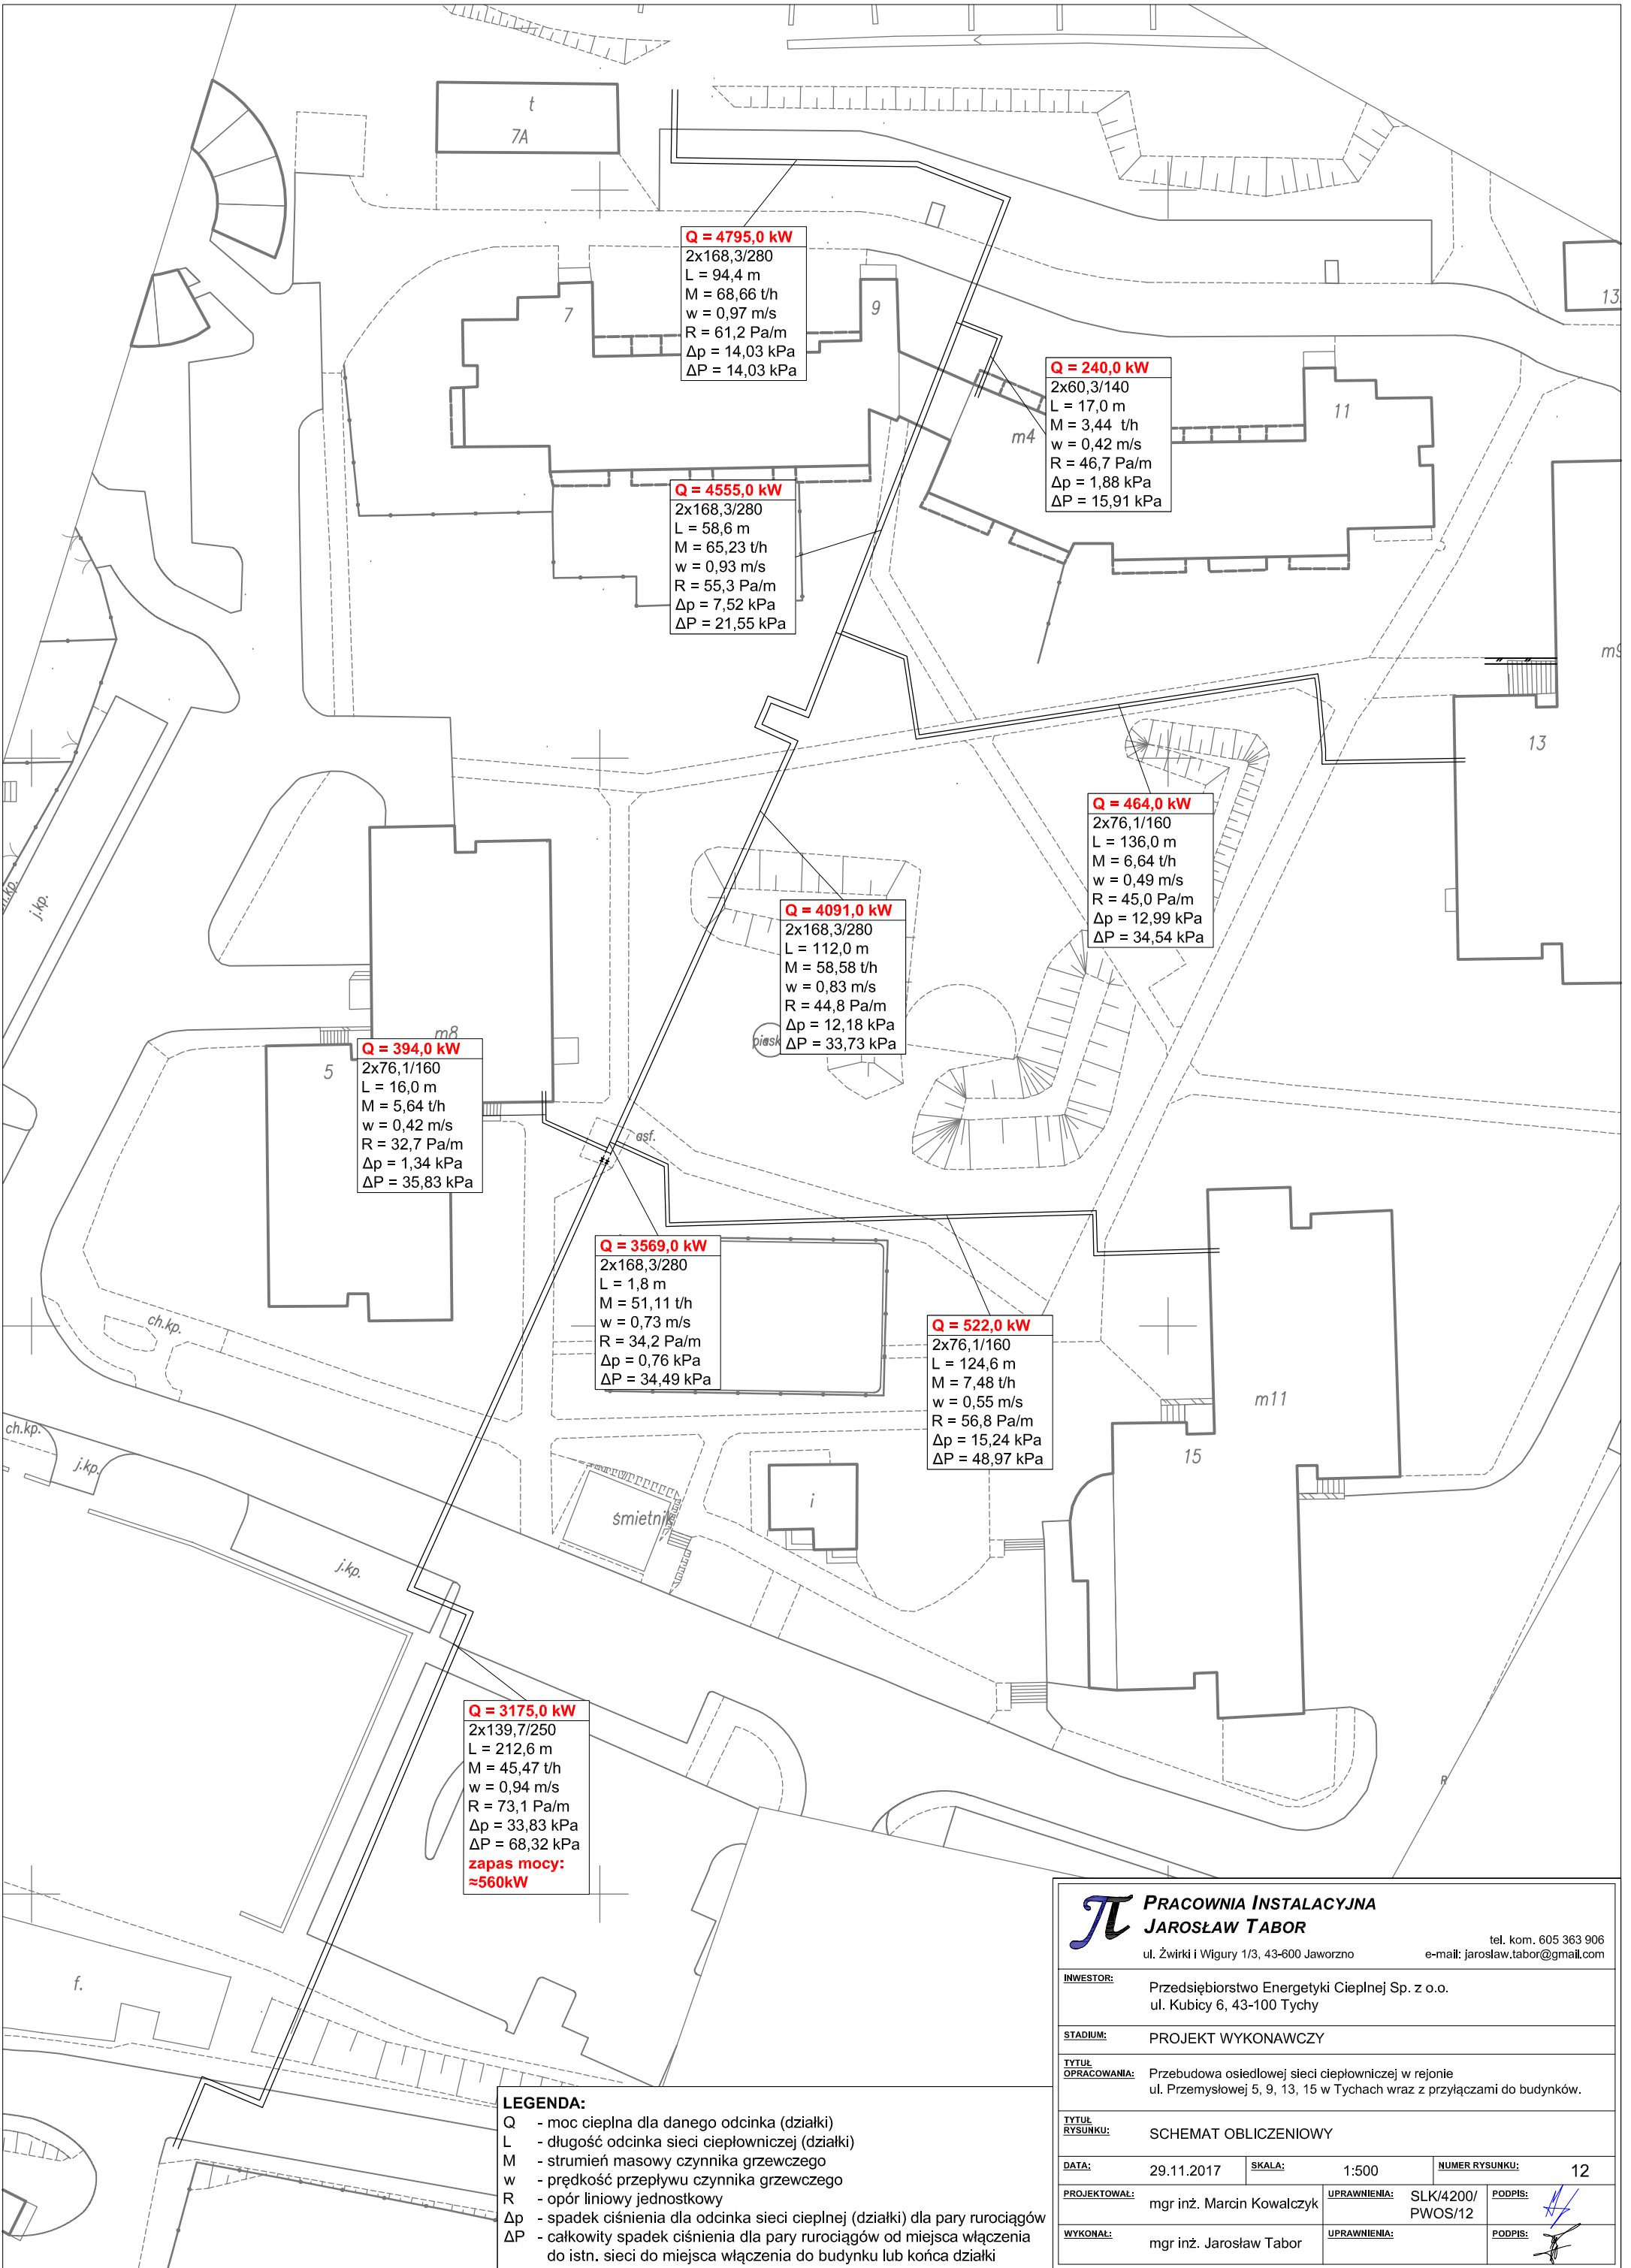 t
7A
Q = 4795,0 kW
2x168,3/280
L = 94,4 m
M = 68,66 t/h
w = 0,97 m/s
R = 61,2 Pa/m
Δp = 14,03 kPa
ΔP = 14,03 kPa
7
9
13
Q = 240,0 kW
2x60,3/140
L = 17,0 m
M = 3,44 t/h
w = 0,42 m/s
R = 46,7 Pa/m
Δp = 1,88 kPa
ΔP = 15,91 kPa
m4
11
Q = 4555,0 kW
2x168,3/280
L = 58,6 m
M = 65,23 t/h
w = 0,93 m/s
R = 55,3 Pa/m
Δp = 7,52 kPa
ΔP = 21,55 kPa
m9
13
Q = 464,0 kW
2x76,1/160
L = 136,0 m
M = 6,64 t/h
w = 0,49 m/s
R = 45,0 Pa/m
Δp = 12,99 kPa
ΔP = 34,54 kPa
j.kp.
Q = 4091,0 kW
2x168,3/280
L = 112,0 m
M = 58,58 t/h
w = 0,83 m/s
R = 44,8 Pa/m
Δp = 12,18 kPa
ΔP = 33,73 kPa
piask
m8
5
Q = 394,0 kW
2x76,1/160
L = 16,0 m
M = 5,64 t/h
w = 0,42 m/s
R = 32,7 Pa/m
Δp = 1,34 kPa
ΔP = 35,83 kPa
asf.
Q = 3569,0 kW
2x168,3/280
L = 1,8 m
M = 51,11 t/h
w = 0,73 m/s
R = 34,2 Pa/m
Δp = 0,76 kPa
ΔP = 34,49 kPa
Q = 522,0 kW
2x76,1/160
L = 124,6 m
M = 7,48 t/h
w = 0,55 m/s
R = 56,8 Pa/m
Δp = 15,24 kPa
ΔP = 48,97 kPa
ch.kp.
ch.kp.
j.kp.
m11
15
i
śmietnik
j.kp.
Q = 3175,0 kW
2x139,7/250
L = 212,6 m
M = 45,47 t/h
w = 0,94 m/s
R = 73,1 Pa/m
Δp = 33,83 kPa
ΔP = 68,32 kPa
zapas mocy:
≈560kW
R
f.
LEGENDA:
Q - moc cieplna dla danego odcinka (działki)
L - długość odcinka sieci ciepłowniczej (działki)
M - strumień masowy czynnika grzewczego
w - prędkość przepływu czynnika grzewczego
R - opór liniowy jednostkowy
Δp - spadek ciśnienia dla odcinka sieci cieplnej (działki) dla pary rurociągów
ΔP - całkowity spadek ciśnienia dla pary rurociągów od miejsca włączenia
do istn. sieci do miejsca włączenia do budynku lub końca działki
PRACOWNIA INSTALACYJNA
JAROSŁAW TABOR
ul. Żwirki i Wigury 1/3, 43-600 Jaworzno
tel. kom. 605 363 906
e-mail: jaroslaw.tabor@gmail.com
INWESTOR: Przedsiębiorstwo Energetyki Cieplnej Sp. z o.o.
ul. Kubicy 6, 43-100 Tychy
STADIUM: PROJEKT WYKONAWCZY
TYTUŁ OPRACOWANIA: Przebudowa osiedlowej sieci ciepłowniczej w rejonie
ul. Przemysłowej 5, 9, 13, 15 w Tychach wraz z przyłączami do budynków.
TYTUŁ RYSUNKU: SCHEMAT OBLICZENIOWY
DATA: 29.11.2017 SKALA: 1:500 NUMER RYSUNKU: 12
PROJEKTOWAŁ: mgr inż. Marcin Kowalczyk UPRAWNIENIA: SLK/4200/ PWOS/12 PODPIS:
WYKONAŁ: mgr inż. Jarosław Tabor UPRAWNIENIA: PODPIS: